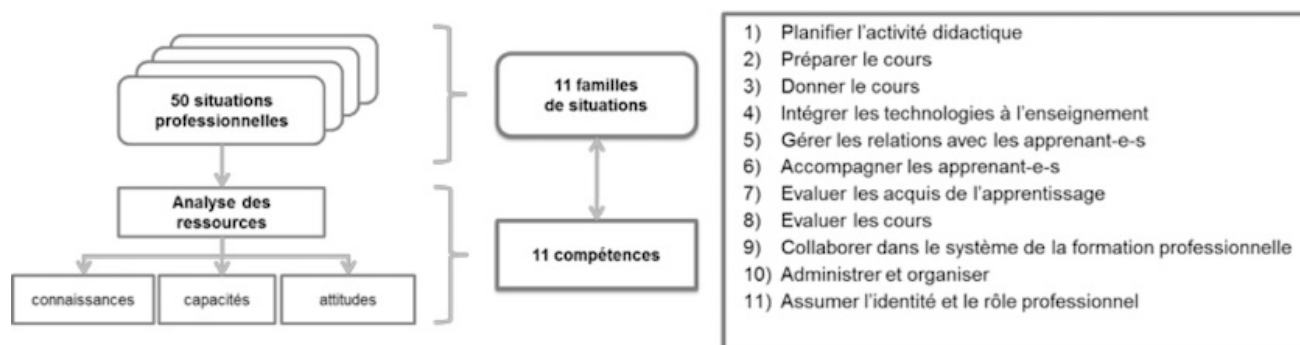 50 situations
professionnelles
Analyse des
ressources
connaissances
capacités
attitudes
11 familles
de situations
11 compétences
1) Planifier l'activité didactique
2) Préparer le cours
3) Donner le cours
4) Intégrer les technologies à l'enseignement
5) Gérer les relations avec les apprenant-e-s
6) Accompagner les apprenant-e-s
7) Evaluer les acquis de l'apprentissage
8) Evaluer les cours
9) Collaborer dans le système de la formation professionelle
10) Administrer et organiser
11) Assumer l'identité et le rôle professionnel